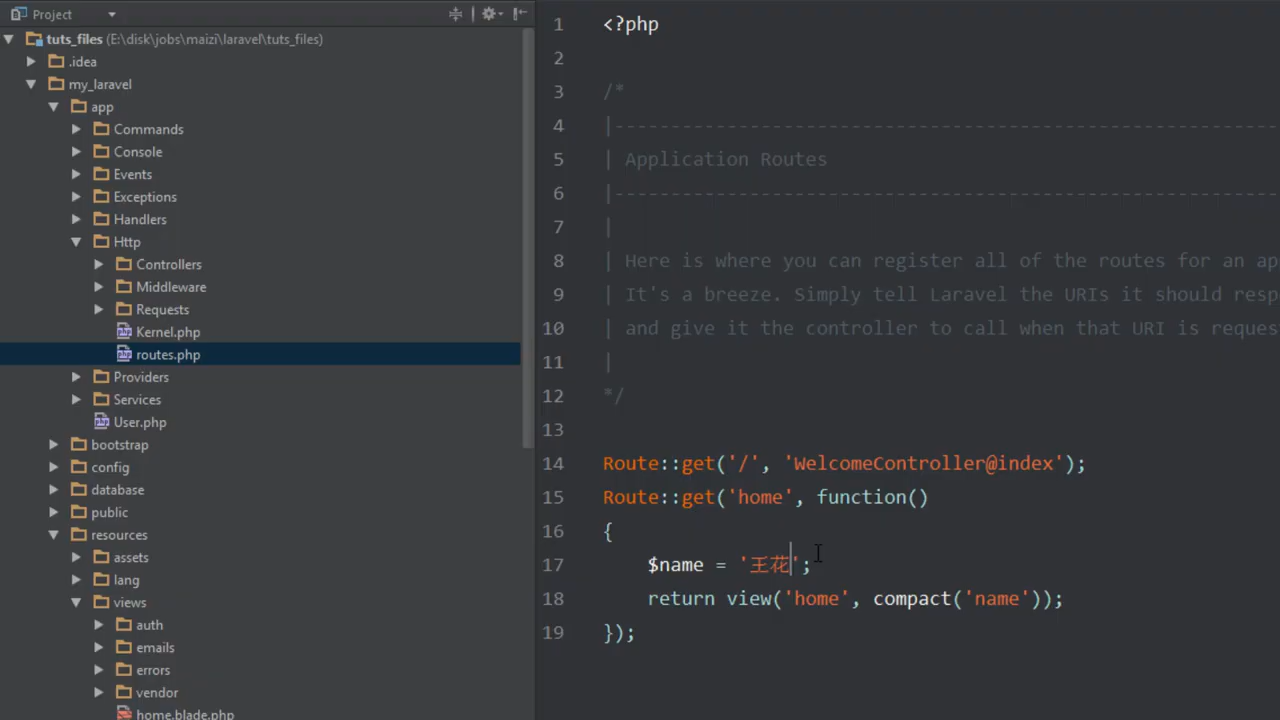 Project
tuts_files (E:\disk\jobs\maizi\laravel\tuts_files)
.idea
my_laravel
app
Commands
Console
Events
Exceptions
Handlers
Http
Controllers
Middleware
Requests
Kernel.php
routes.php
Providers
Services
User.php
bootstrap
config
database
public
resources
assets
lang
views
auth
emails
errors
vendor
home.blade.php
1 <?php
2
3 /*
4 |-----------------------------------------------------------
5 | Application Routes
6 |-----------------------------------------------------------
7 |
8 | Here is where you can register all of the routes for an ap
9 | It's a breeze. Simply tell Laravel the URIs it should resp
10 | and give it the controller to call when that URI is reques
11 |
12 */
13
14 Route::get('/', 'WelcomeController@index');
15 Route::get('home', function()
16 {
17 $name = '王花';
18 return view('home', compact('name'));
19 });